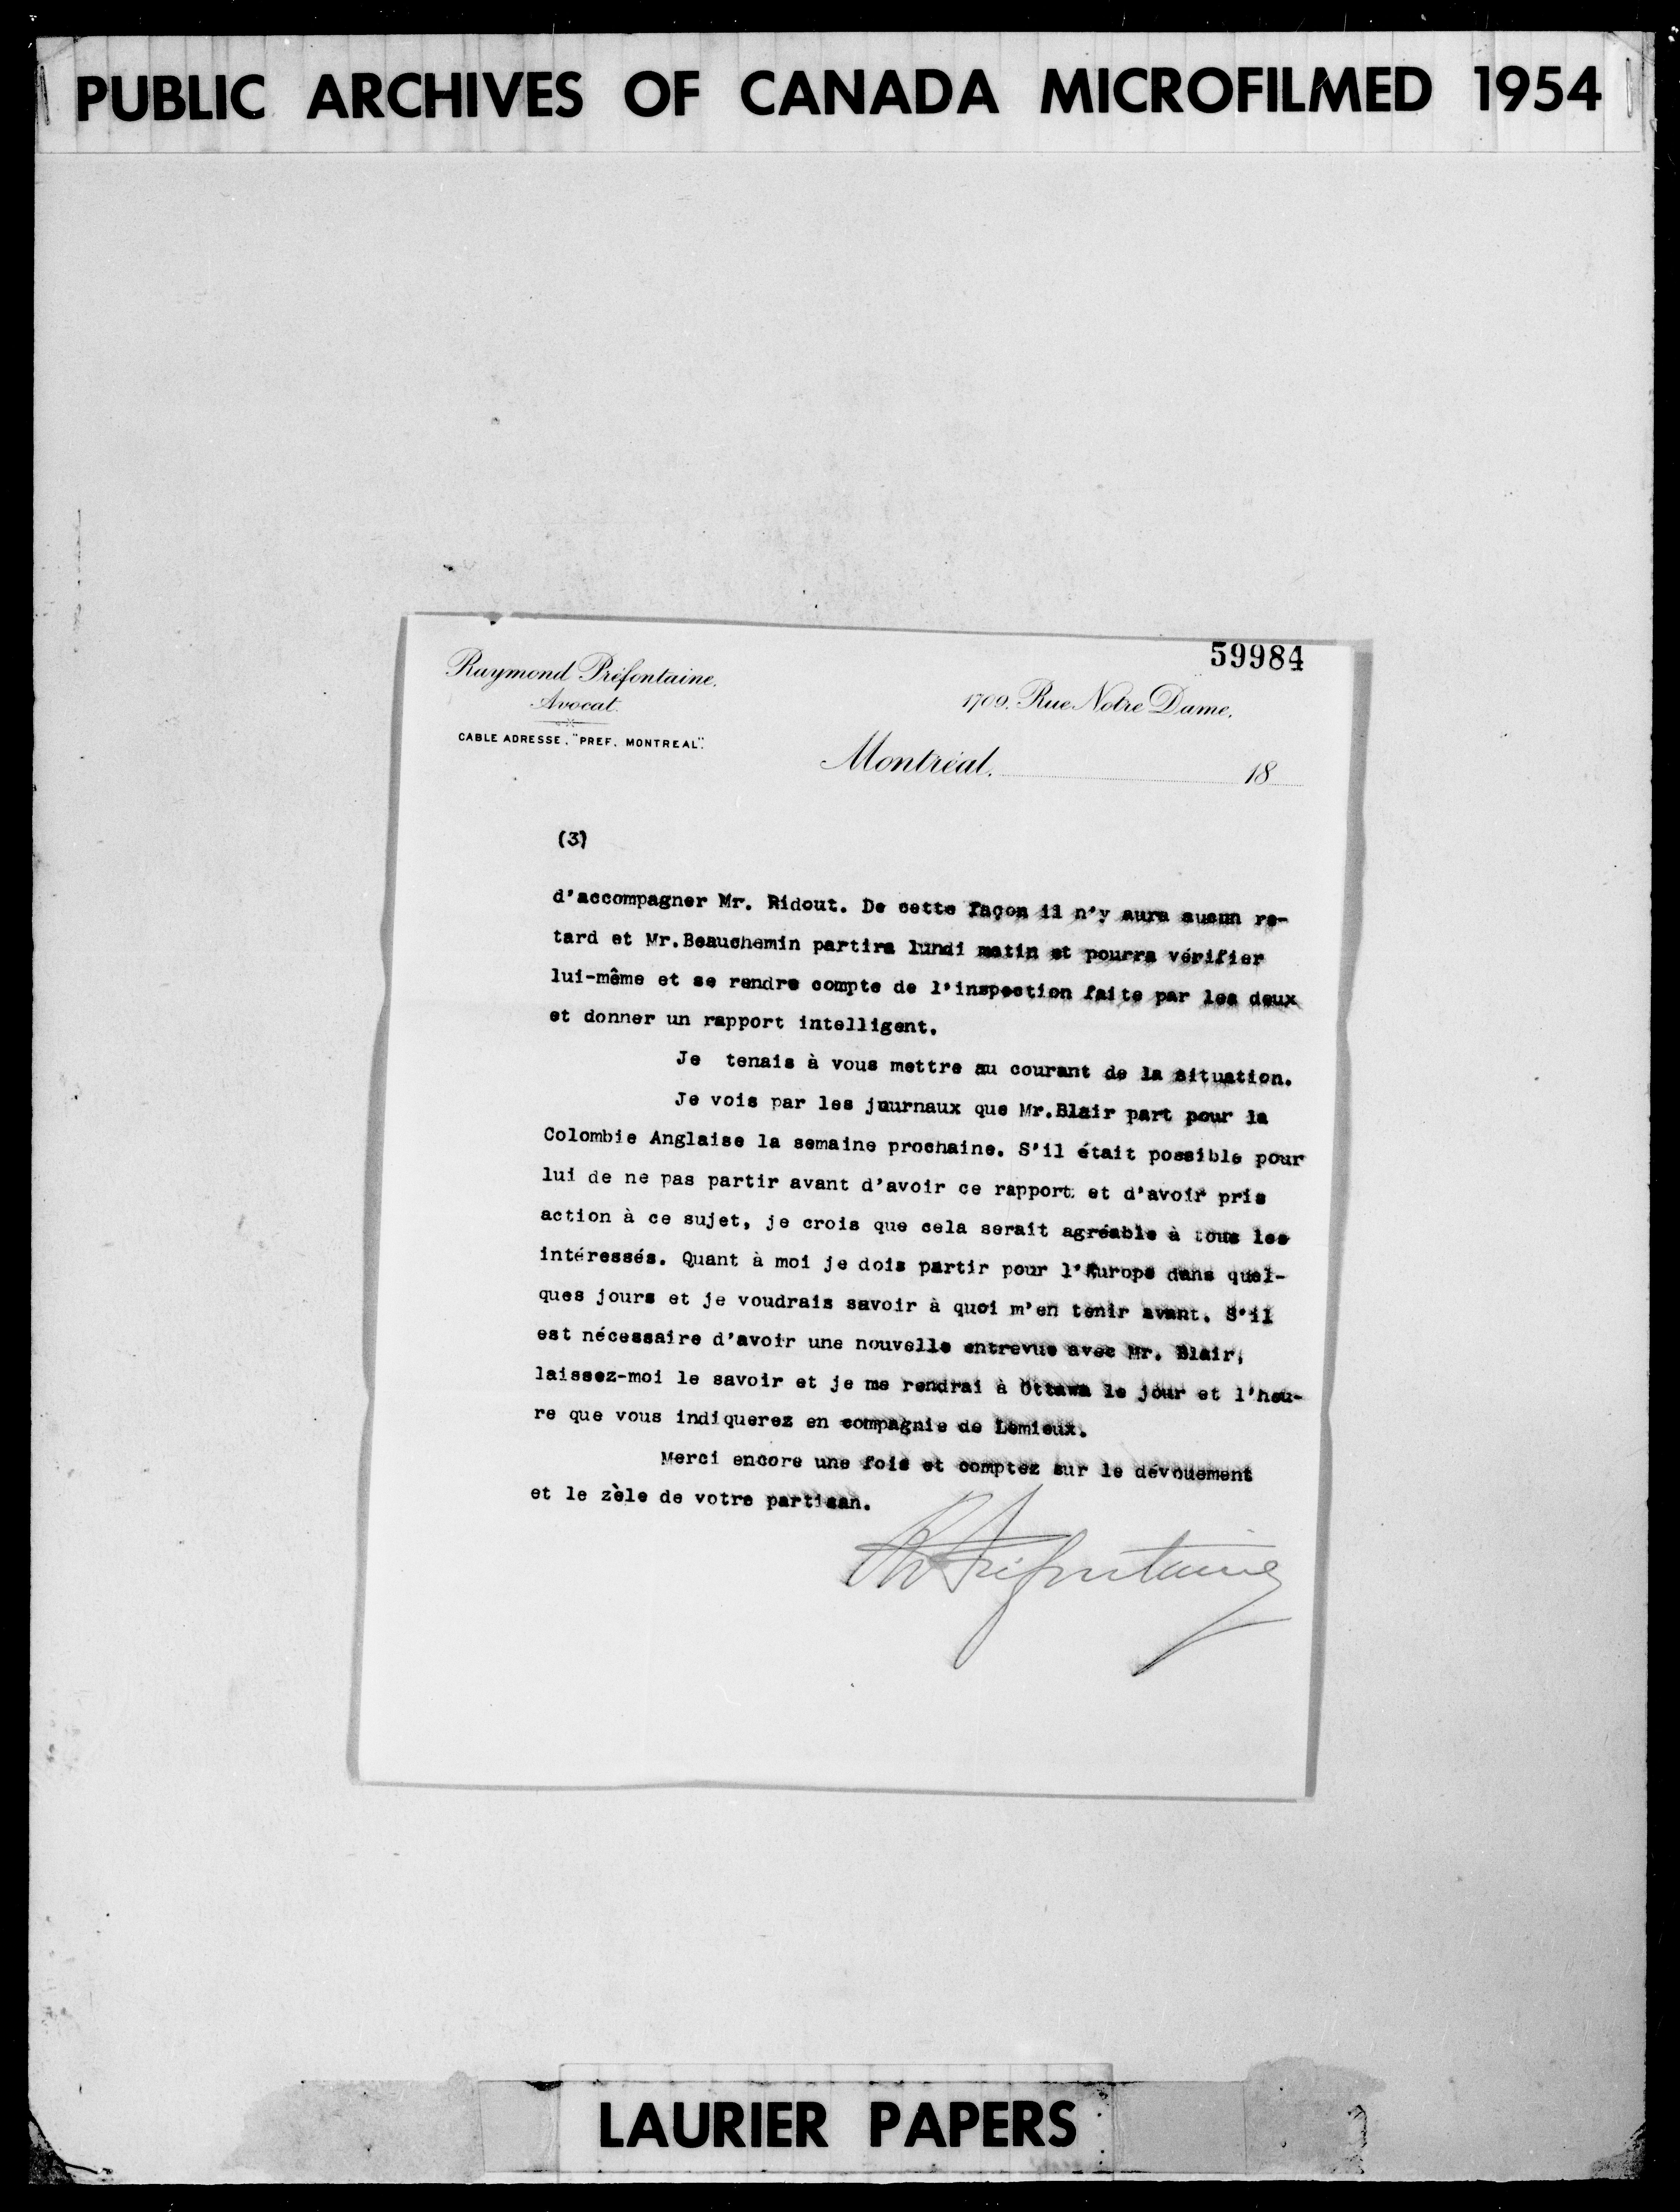 PUBLIC ARCHIVES OF CANADA MICROFILMED 1954
59984
Raymond Préfontaine.
Avocat.
CABLE ADRESSE. "PREF. MONTREAL".
1709. Rue Notre Dame.
Montréal. 18
(3)
d'accompagner Mr. Ridout. De cette façon il n'y aura aucun re-
tard et Mr.Beauchemin partira lundi matin et pourra vérifier
lui-même et se rendre compte de l'inspection faite par les deux
et donner un rapport intelligent.
Je tenais à vous mettre au courant de la situation.
Je vois par les juurnaux que Mr.Blair part pour la
Colombie Anglaise la semaine prochaine. S'il était possible pour
lui de ne pas partir avant d'avoir ce rapport et d'avoir pris
action à ce sujet, je crois que cela serait agréable à tous les
intéressés. Quant à moi je dois partir pour l'Europe dans quel-
ques jours et je voudrais savoir à quoi m'en tenir avant. S'il
est nécessaire d'avoir une nouvelle entrevue avec Mr. Blair,
laissez-moi le savoir et je me rendrai à Ottawa le jour et l'heu-
re que vous indiquerez en compagnie de Lemieux.
Merci encore une fois et comptez sur le dévouement
et le zèle de votre partisan.
R Préfontaine
LAURIER PAPERS